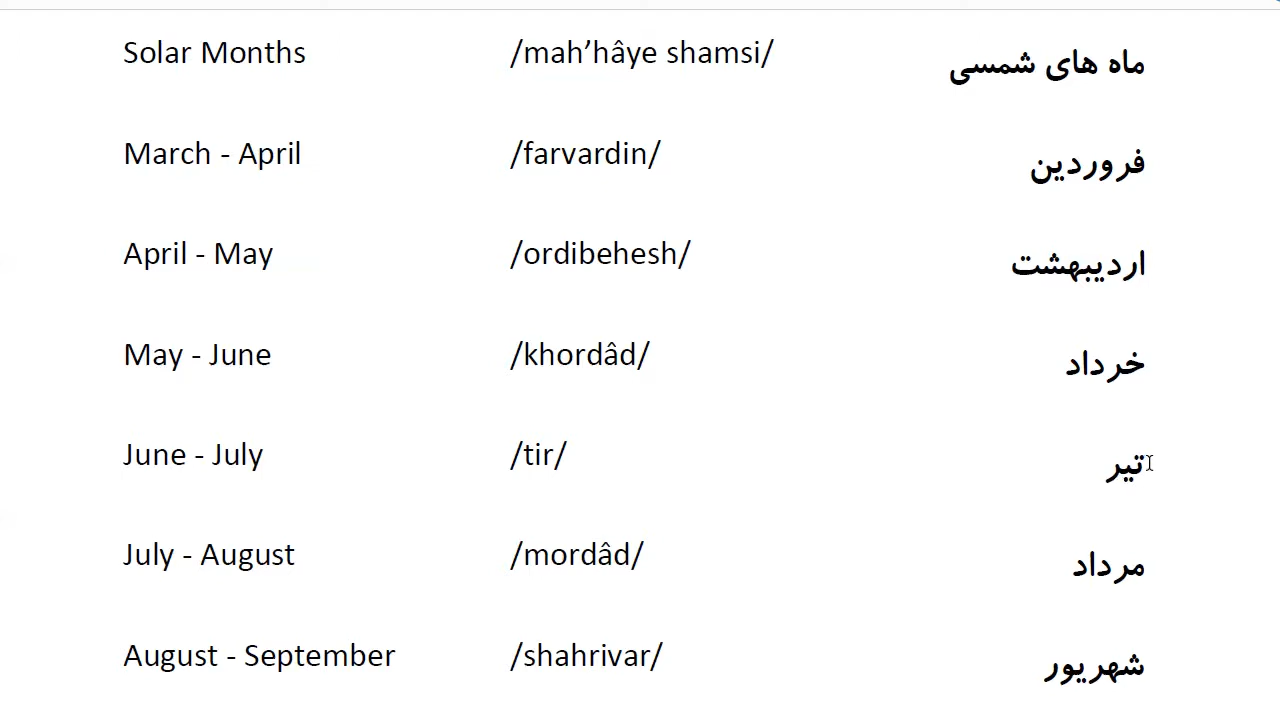 Solar Months /mah’hâye shamsi/ ماه های شمسی
March - April /farvardin/ فروردین
April - May /ordibehesh/ اردیبهشت
May - June /khordâd/ خرداد
June - July /tir/ تیر
July - August /mordâd/ مرداد
August - September /shahrivar/ شهریور